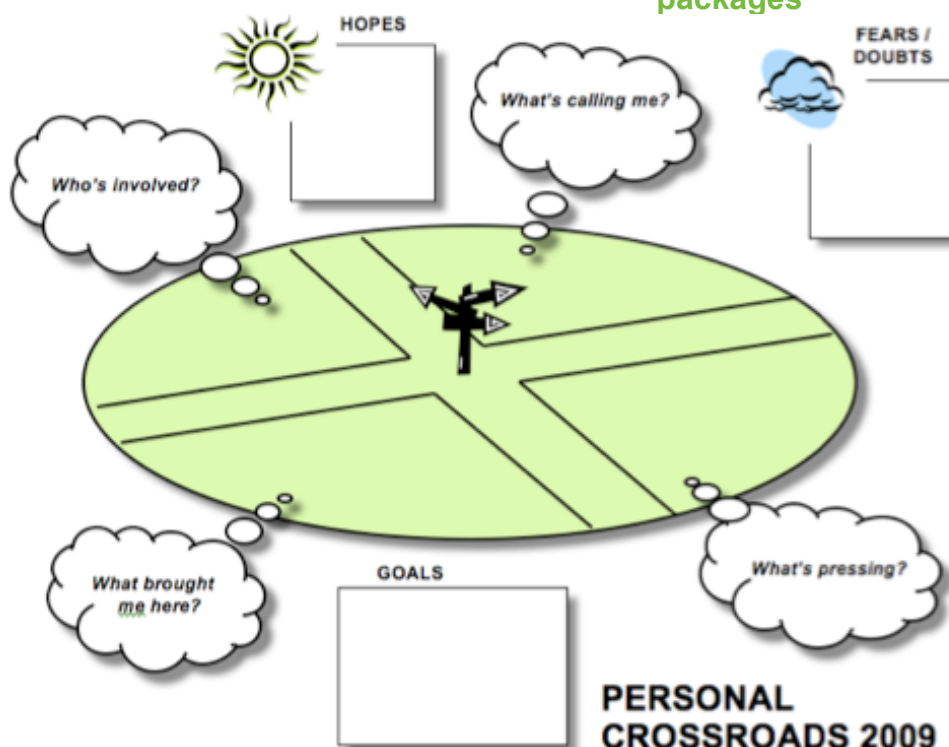 packages
HOPES
FEARS /
DOUBTS
What's calling me?
Who's involved?
What brought
me here?
GOALS
What's pressing?
PERSONAL
CROSSROADS 2009